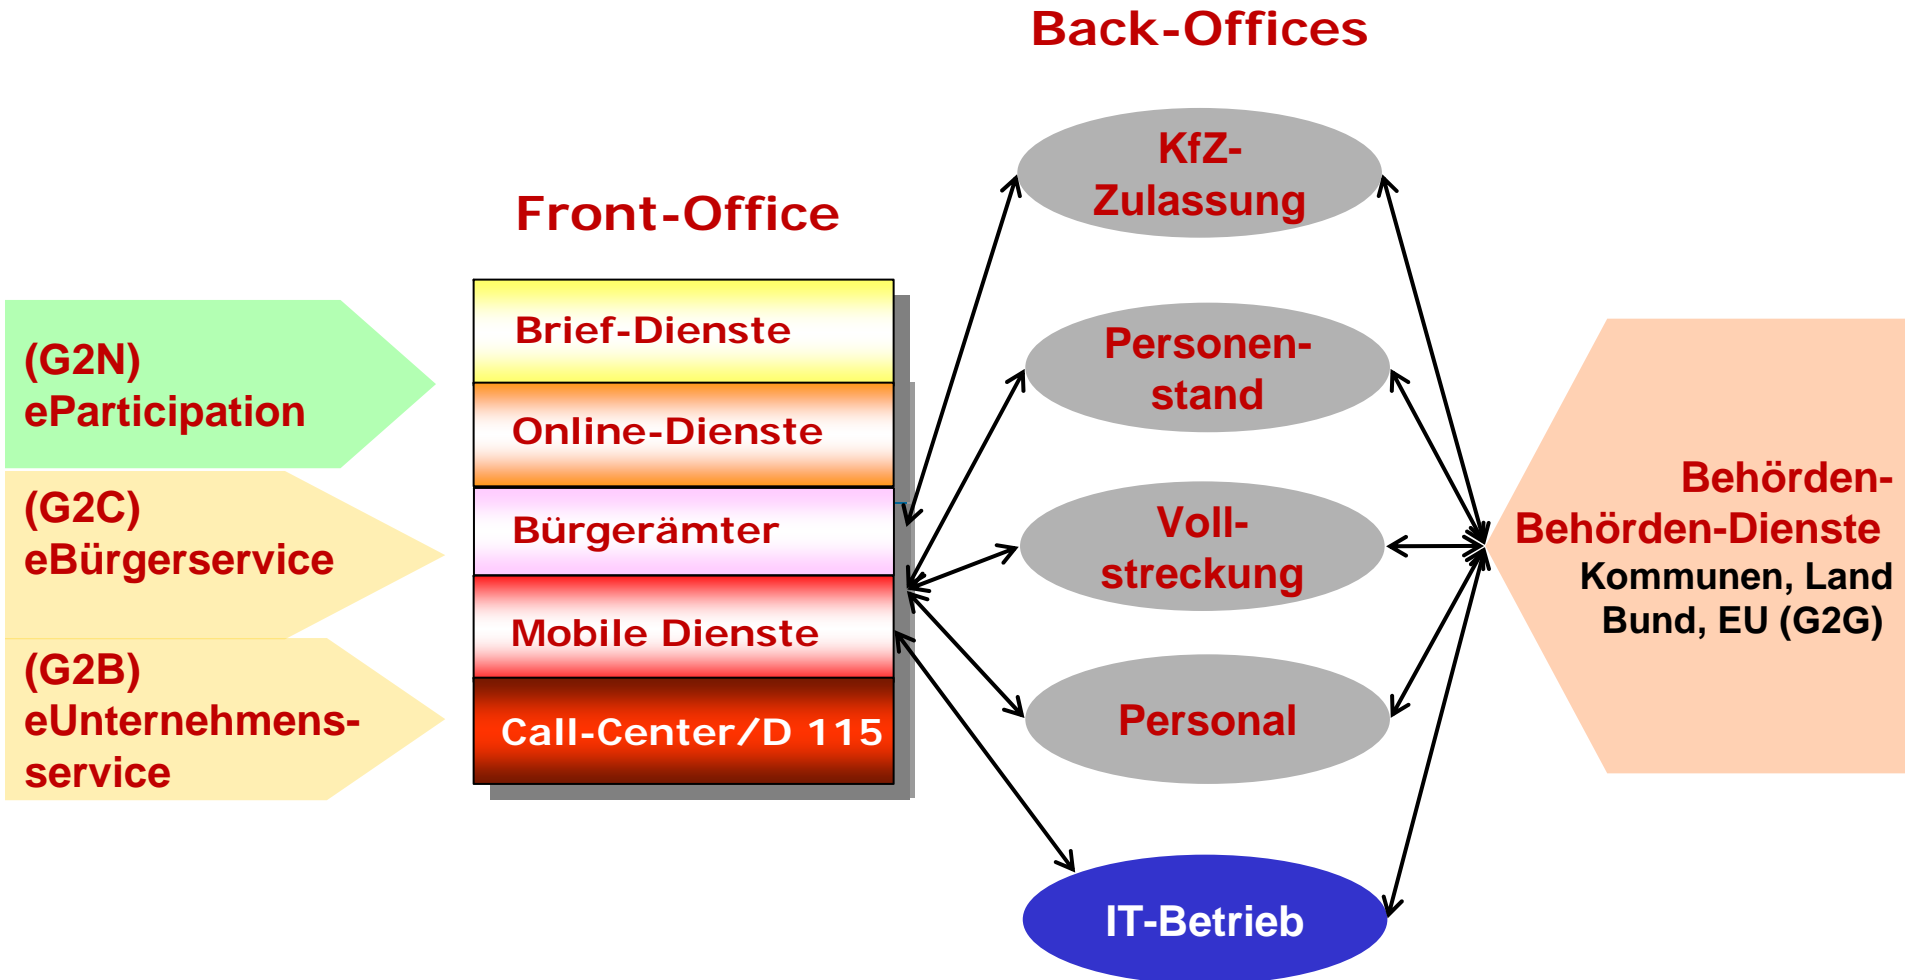 Back-Offices
Front-Office
(G2N)
eParticipation
(G2C)
eBürgerservice
(G2B)
eUnternehmens-
service
Brief-Dienste
Online-Dienste
Bürgerämter
Mobile Dienste
Call-Center/D 115
KfZ-
Zulassung
Personen-
stand
Voll-
streckung
Personal
IT-Betrieb
Behörden-
Behörden-Dienste
Kommunen, Land
Bund, EU (G2G)